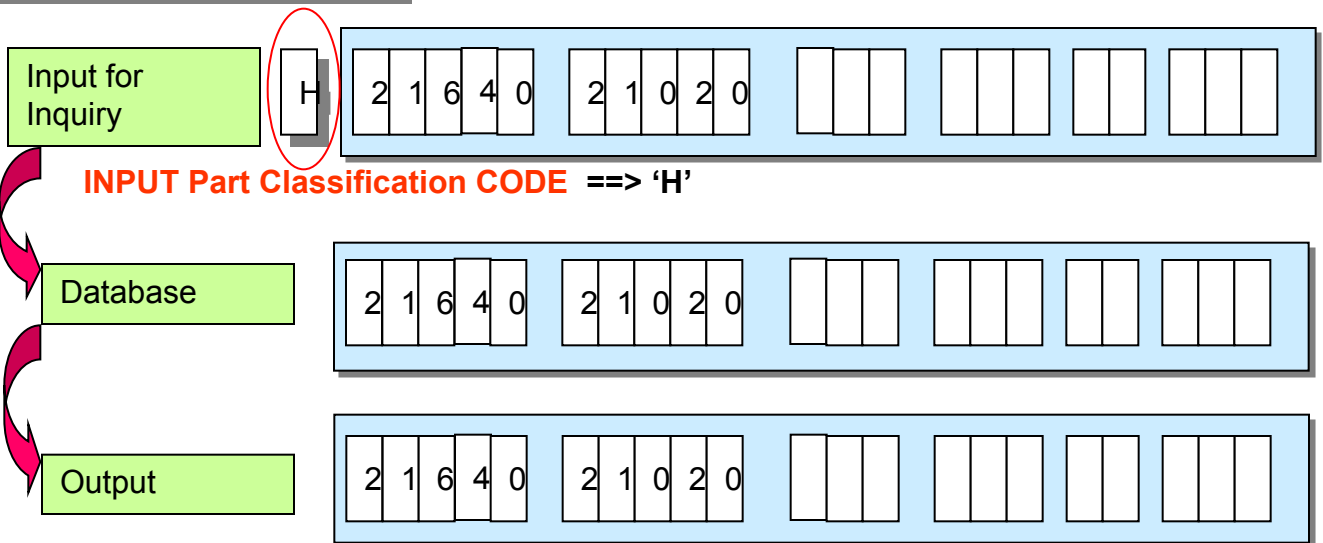 Input for
Inquiry
H 2 1 6 4 0 2 1 0 2 0
INPUT Part Classification CODE ==> ‘H’
Database
2 1 6 4 0 2 1 0 2 0
Output
2 1 6 4 0 2 1 0 2 0